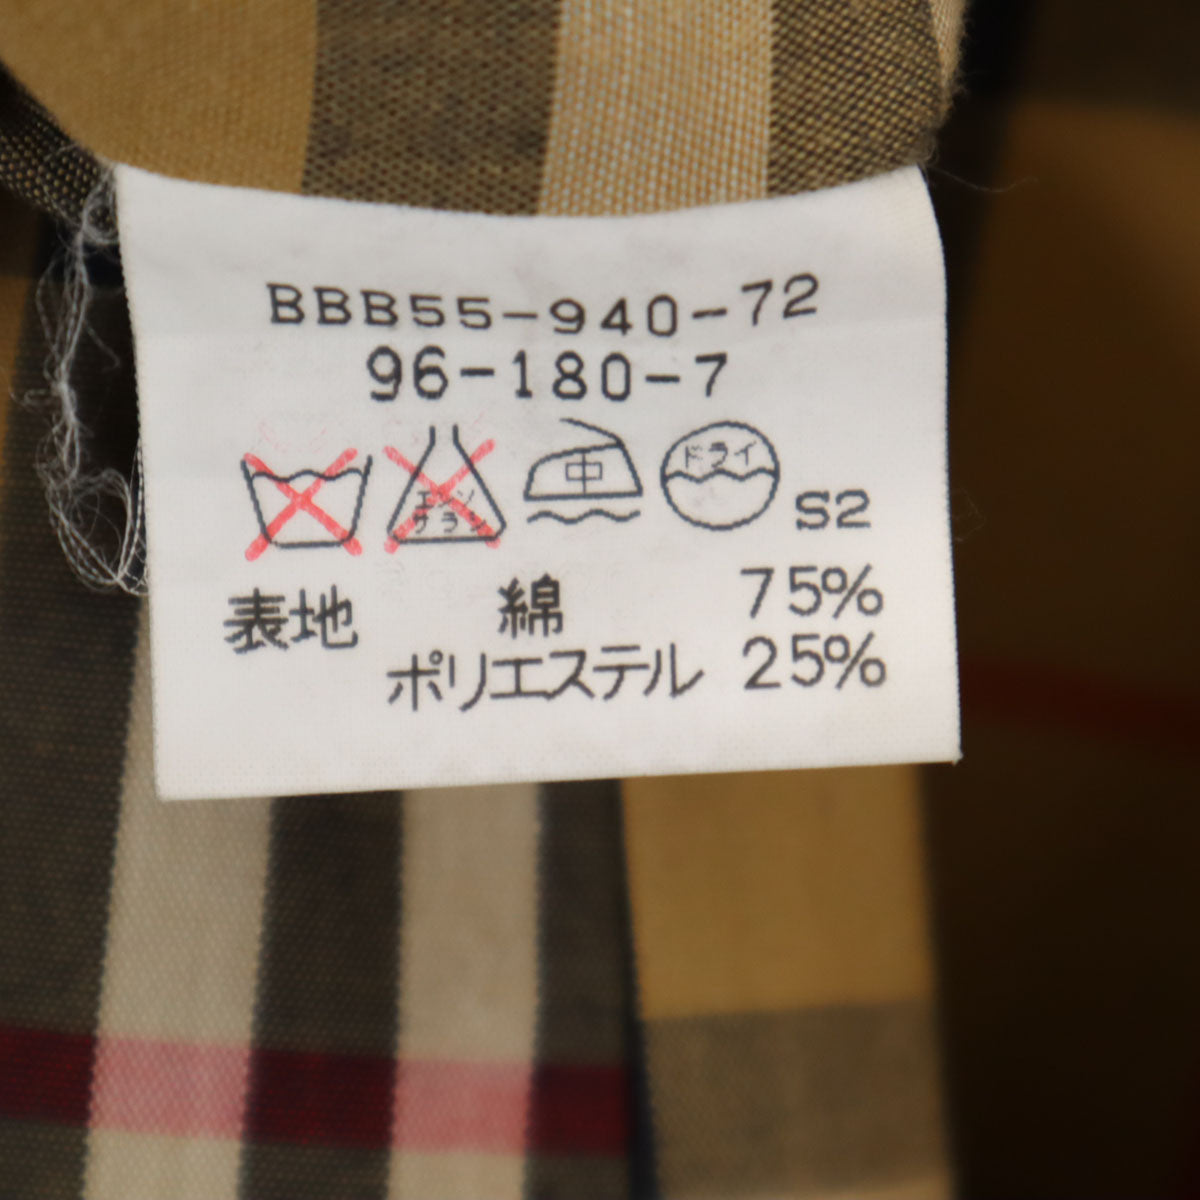 BBB55-940-72
96-180-7
エンソ サラシ 中 ドライ S2
表地 綿 75%
ポリエステル 25%